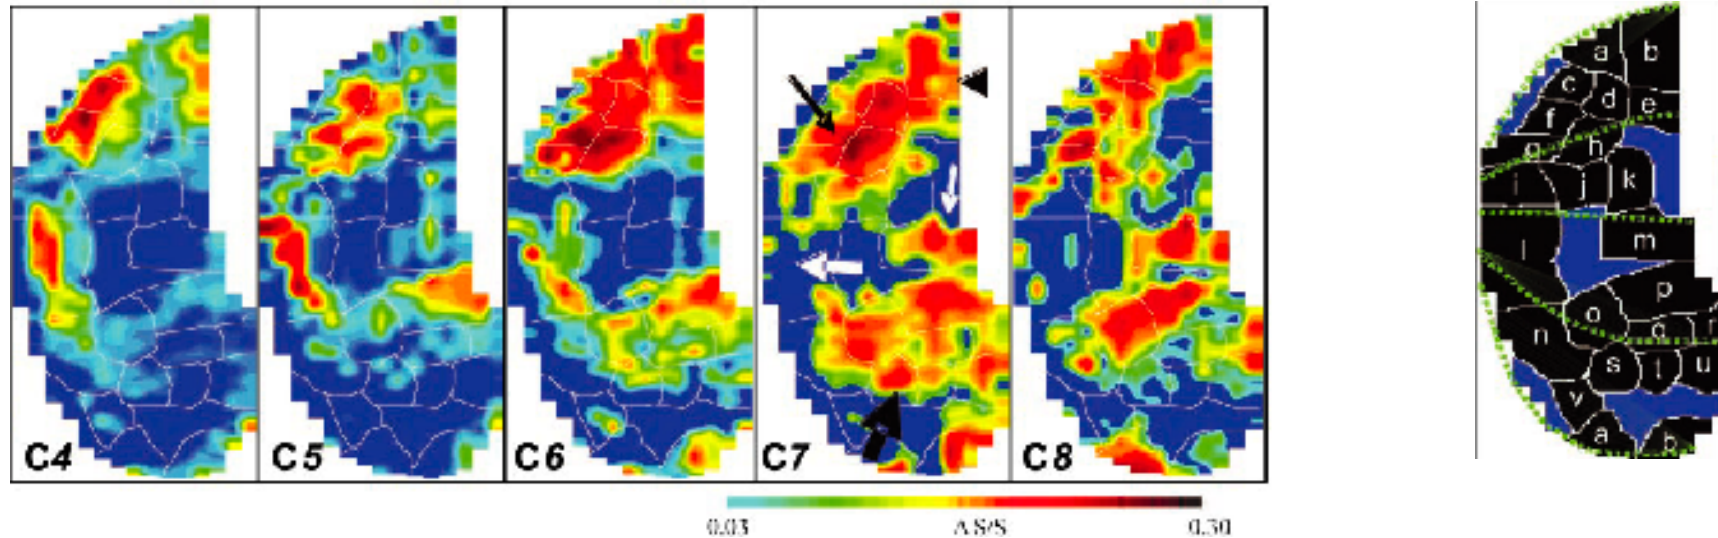 C4 C5 C6 C7 C8
0.03 ΔS/S 0.30
a b
c d e
f
g h
i j k
l m
p
o q r
n
s t u
v
a b